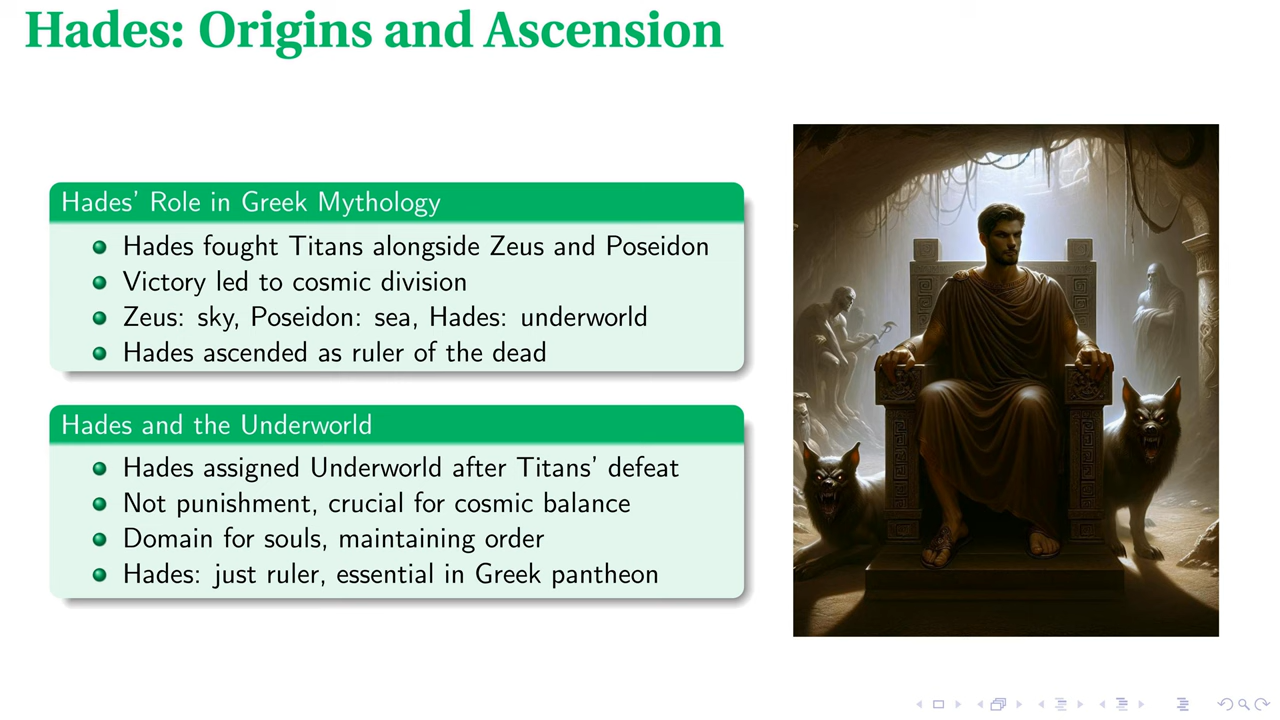 Hades: Origins and Ascension
Hades' Role in Greek Mythology
Hades fought Titans alongside Zeus and Poseidon
Victory led to cosmic division
Zeus: sky, Poseidon: sea, Hades: underworld
Hades ascended as ruler of the dead
Hades and the Underworld
Hades assigned Underworld after Titans' defeat
Not punishment, crucial for cosmic balance
Domain for souls, maintaining order
Hades: just ruler, essential in Greek pantheon